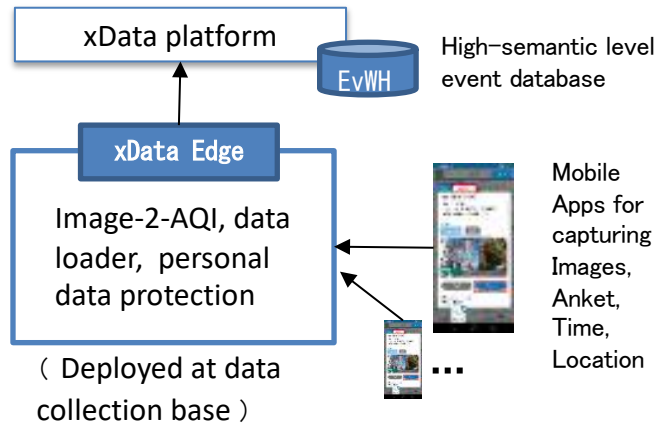 xData platform
EvWH
High-semantic level
event database
xData Edge
Image-2-AQI, data
loader, personal
data protection
Mobile
Apps for
capturing
Images,
Anket,
Time,
Location
...
( Deployed at data
collection base )